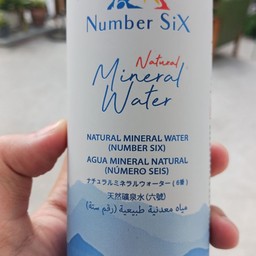 Number SiX
Natural
Mineral
Water
NATURAL MINERAL WATER
(NUMBER SIX)
AGUA MINERAL NATURAL
(NÚMERO SEIS)
ナチュラルミネラルウォーター (6番)
天然礦泉水 (六號)
مياه معدنية طبيعية (رقم ستة)